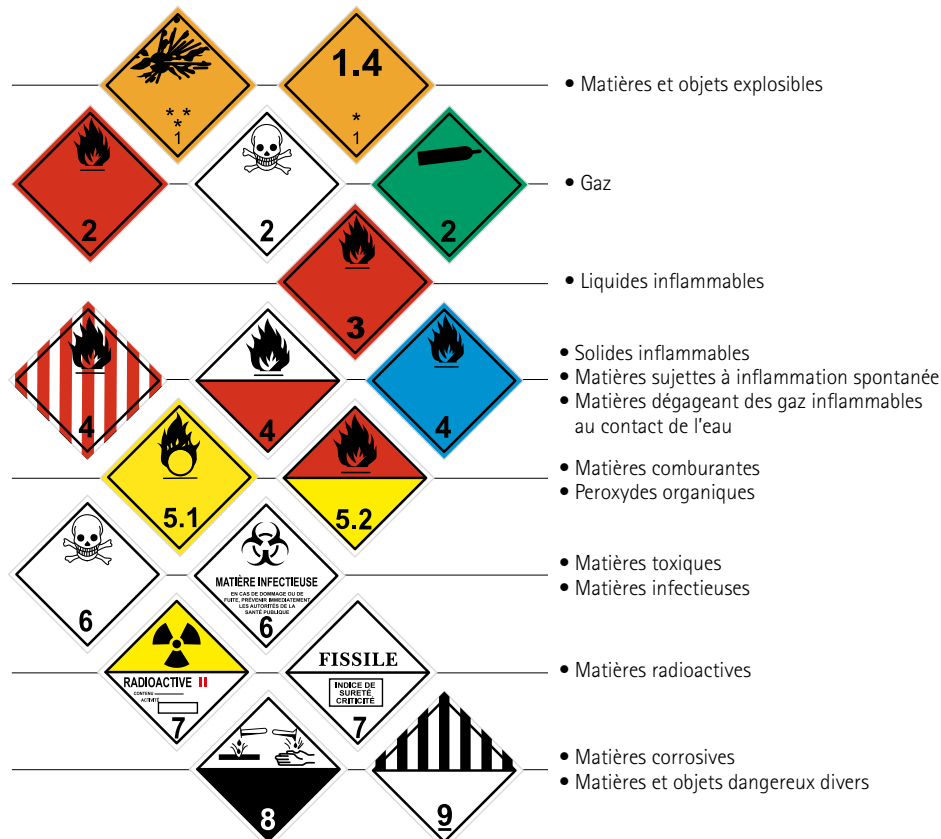 * *
*
1
1.4
*
1
• Matières et objets explosibles
2
2
2
• Gaz
3
• Liquides inflammables
4
4
4
• Solides inflammables
• Matières sujettes à inflammation spontanée
• Matières dégageant des gaz inflammables
au contact de l'eau
5.1
5.2
• Matières comburantes
• Peroxydes organiques
6
MATIÈRE INFECTIEUSE
EN CAS DE DOMMAGE OU DE
FUITE, PRÉVENIR IMMEDIATEMENT
LES AUTORITÉS DE LA
SANTÉ PUBLIQUE
6
• Matières toxiques
• Matières infectieuses
RADIOACTIVE II
CONTENU
ACTIVITÉ
7
FISSILE
INDICE DE
SURETÉ
CRITICITÉ
7
• Matières radioactives
8
9
• Matières corrosives
• Matières et objets dangereux divers